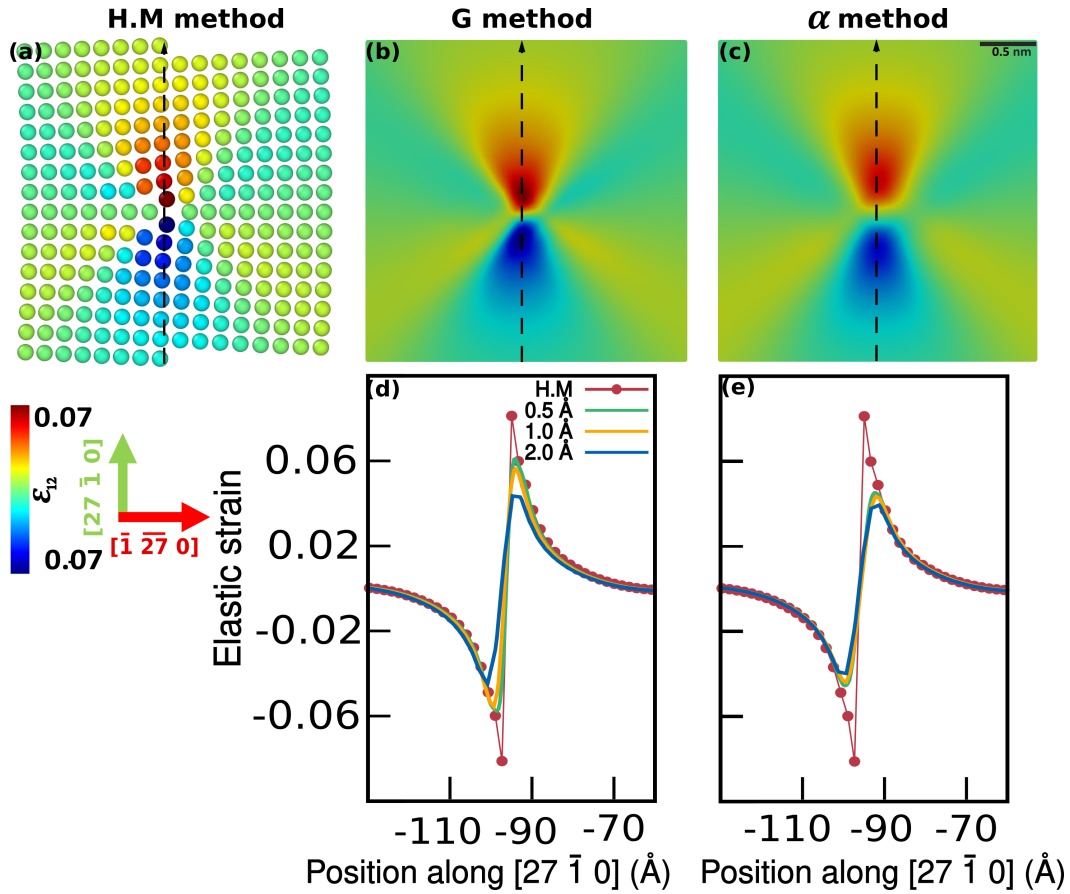 H.M method
G method
α method
(a)
(b)
(c)
0.5 nm
0.07
ε12
0.07
[27 1̄ 0]
[1̄ 2̄7̄ 0]
(d)
H.M
0.5 Å
1.0 Å
2.0 Å
(e)
Elastic strain
0.06
0.02
-0.02
-0.06
-110
-90
-70
-110
-90
-70
Position along [27 1̄ 0] (Å)
Position along [27 1̄ 0] (Å)